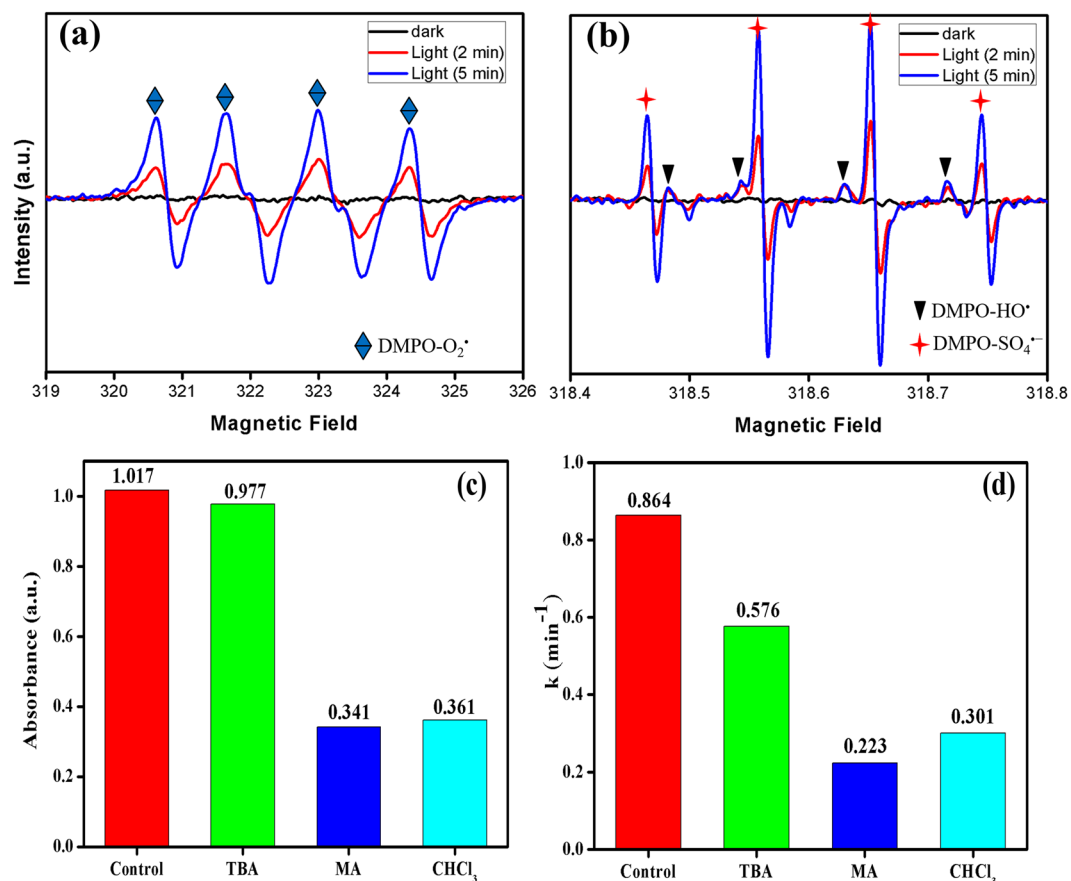 (a)
dark
Light (2 min)
Light (5 min)
Intensity (a.u.)
DMPO-O₂•
319 320 321 322 323 324 325 326
Magnetic Field
(b)
dark
Light (2 min)
Light (5 min)
DMPO-HO•
DMPO-SO₄•−
318.4 318.5 318.6 318.7 318.8
Magnetic Field
(c)
Absorbance (a.u.)
1.0
0.8
0.6
0.4
0.2
0.0
1.017
0.977
0.341
0.361
Control TBA MA CHCl₃
(d)
k (min⁻¹)
1.0
0.8
0.6
0.4
0.2
0.0
0.864
0.576
0.223
0.301
Control TBA MA CHCl₃